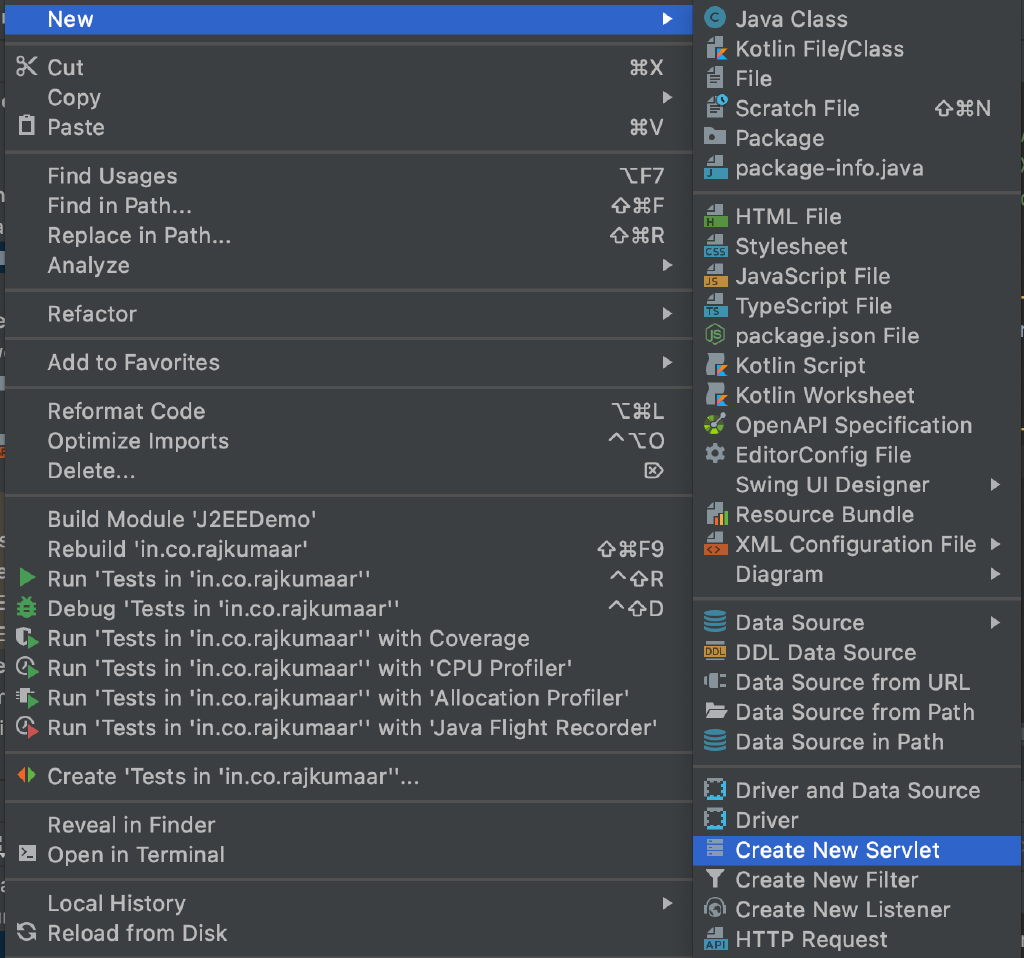 New
Cut ⌘X
Copy
Paste ⌘V
Find Usages ⌥F7
Find in Path... ⇧⌘F
Replace in Path... ⇧⌘R
Analyze
Refactor
Add to Favorites
Reformat Code ⌥⌘L
Optimize Imports ^⌥O
Delete... ⌦
Build Module 'J2EEDemo'
Rebuild 'in.co.rajkumaar' ⇧⌘F9
Run 'Tests in 'in.co.rajkumaar'' ^⇧R
Debug 'Tests in 'in.co.rajkumaar'' ^⇧D
Run 'Tests in 'in.co.rajkumaar'' with Coverage
Run 'Tests in 'in.co.rajkumaar'' with 'CPU Profiler'
Run 'Tests in 'in.co.rajkumaar'' with 'Allocation Profiler'
Run 'Tests in 'in.co.rajkumaar'' with 'Java Flight Recorder'
Create 'Tests in 'in.co.rajkumaar''...
Reveal in Finder
Open in Terminal
Local History
Reload from Disk
C Java Class
Kotlin File/Class
File
Scratch File ⇧⌘N
Package
J package-info.java
H HTML File
CSS Stylesheet
JS JavaScript File
TS TypeScript File
JS package.json File
Kotlin Script
Kotlin Worksheet
OpenAPI Specification
EditorConfig File
Swing UI Designer
Resource Bundle
<> XML Configuration File
Diagram
Data Source
DDL DDL Data Source
Data Source from URL
Data Source from Path
Data Source in Path
Driver and Data Source
Driver
Create New Servlet
Create New Filter
Create New Listener
API HTTP Request